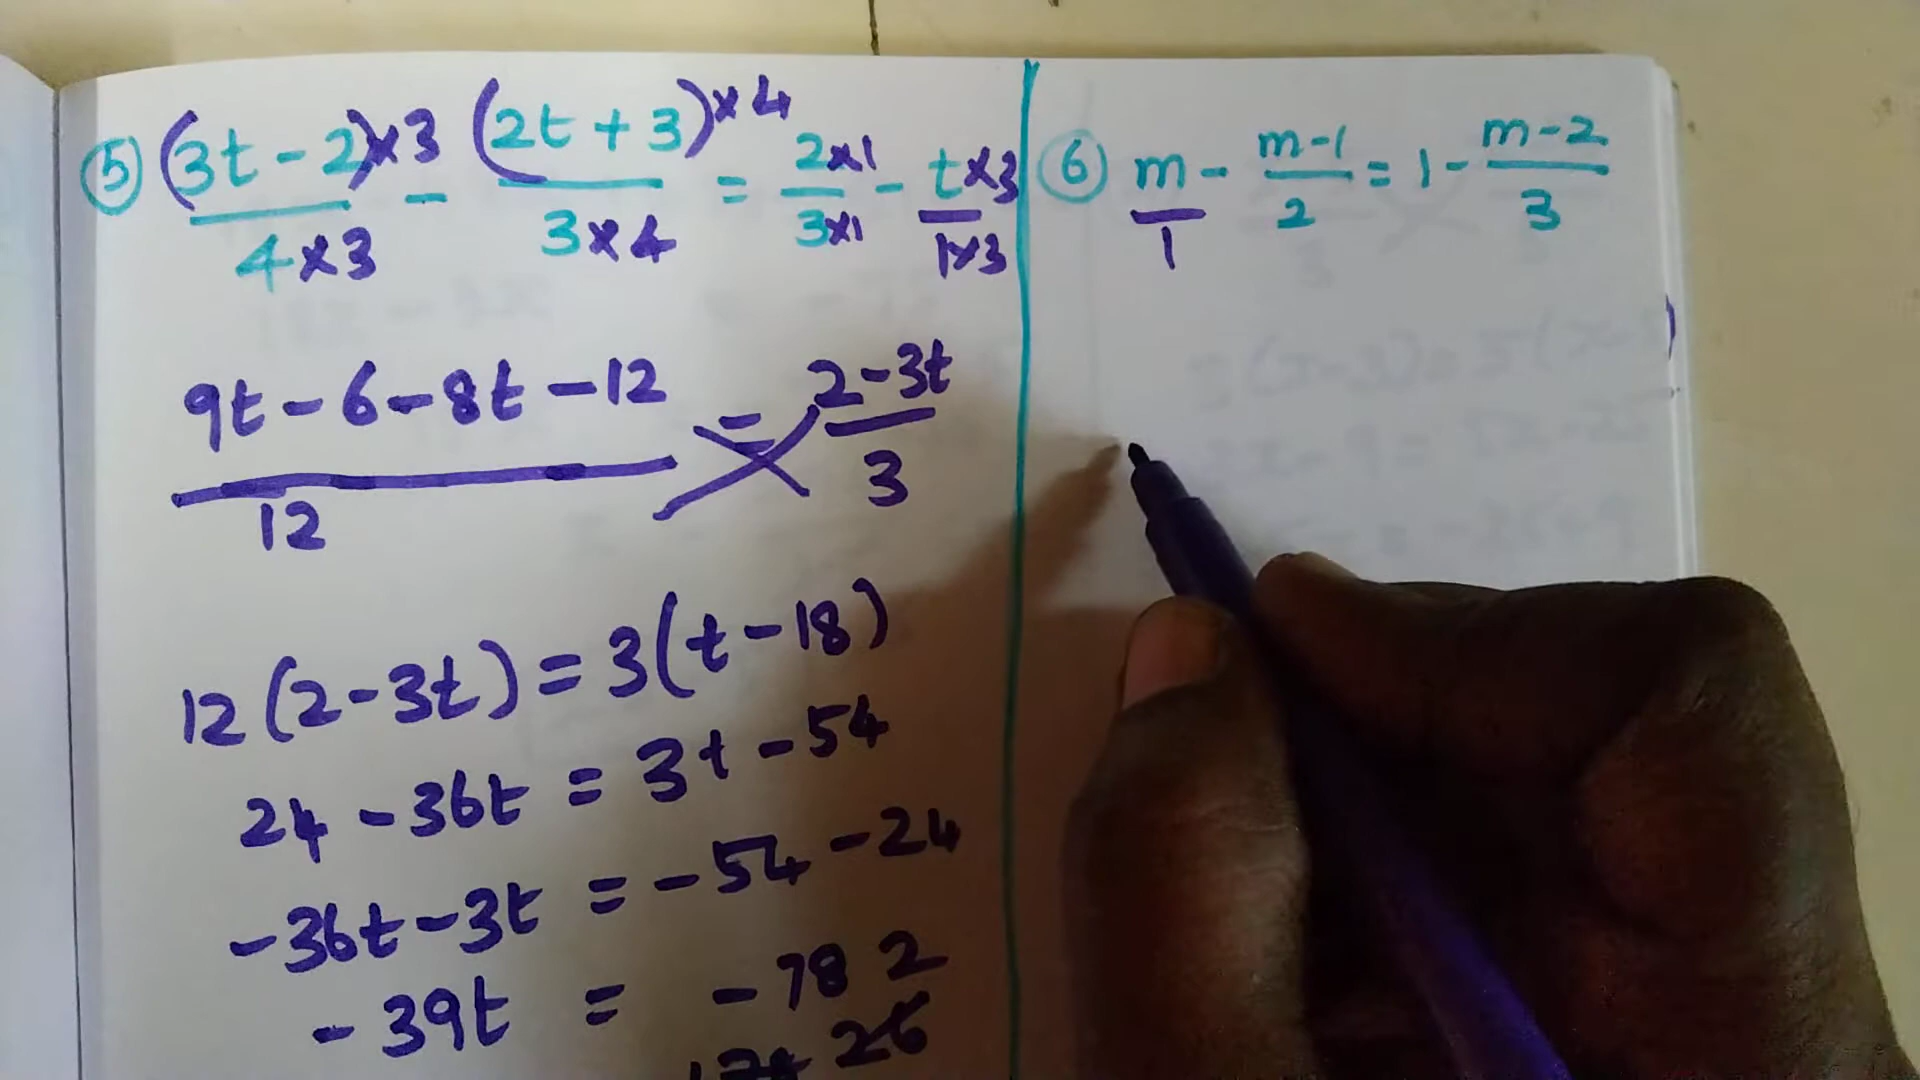 ⑤ (3t - 2)×3 - (2t + 3)×4 = 2×1 - t×3
4×3 3×4 3×1 1×3
9t - 6 - 8t - 12 = 2 - 3t
12 3
12(2 - 3t) = 3(t - 18)
24 - 36t = 3t - 54
-36t - 3t = -54 - 24
-39t = -78 2
26
⑥ m - m-1 = 1 - m-2
1 2 3